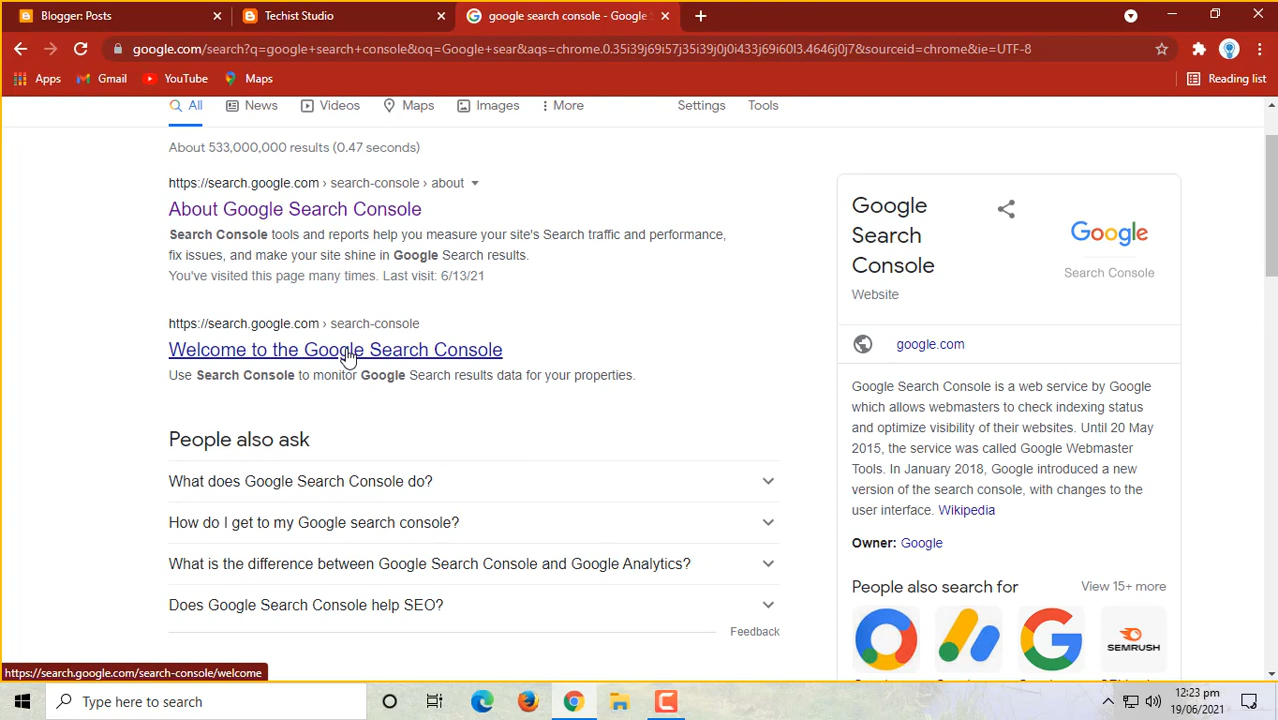 Blogger: Posts
Techist Studio
google search console - Google
google.com/search?q=google+search+console&oq=Google+sear&aqs=chrome.0.35i39j69i57j35i39j0j0i433j69i60l3.4646j0j7&sourceid=chrome&ie=UTF-8
Apps
Gmail
YouTube
Maps
Reading list
All
News
Videos
Maps
Images
More
Settings
Tools
About 533,000,000 results (0.47 seconds)
https://search.google.com › search-console › about
About Google Search Console
Search Console tools and reports help you measure your site's Search traffic and performance,
fix issues, and make your site shine in Google Search results.
You've visited this page many times. Last visit: 6/13/21
https://search.google.com › search-console
Welcome to the Google Search Console
Use Search Console to monitor Google Search results data for your properties.
People also ask
What does Google Search Console do?
How do I get to my Google search console?
What is the difference between Google Search Console and Google Analytics?
Does Google Search Console help SEO?
Feedback
Google
Search
Console
Website
Google
Search Console
google.com
Google Search Console is a web service by Google
which allows webmasters to check indexing status
and optimize visibility of their websites. Until 20 May
2015, the service was called Google Webmaster
Tools. In January 2018, Google introduced a new
version of the search console, with changes to the
user interface. Wikipedia
Owner: Google
People also search for
View 15+ more
SEMRUSH
https://search.google.com/search-console/welcome
Type here to search
12:23 pm
19/06/2021